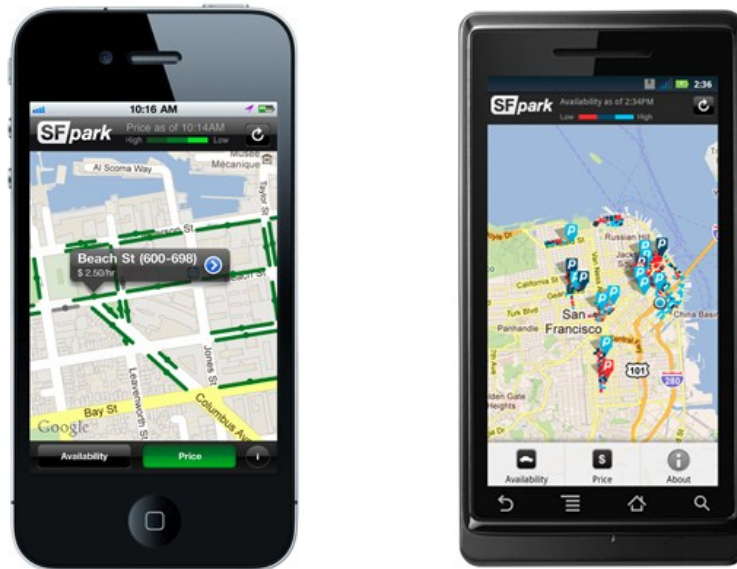 10:16 AM
SFpark
Price as of 10:14AM
High
Low
Musée
Mécanique
Al Scoma Way
Taylor St
Beach St (600-698)
$ 2.50/hr
Jones St
Leavenworth St
Columbus Ave
Bay St
Google
Availability
Price
i
2:36
SFpark
Availability as of 2:34PM
Low
High
Russian Hill
California St
Turk Blvd
Panhandle
San
Francisco
China Basin
101
280
Heights
Availability
Price
About